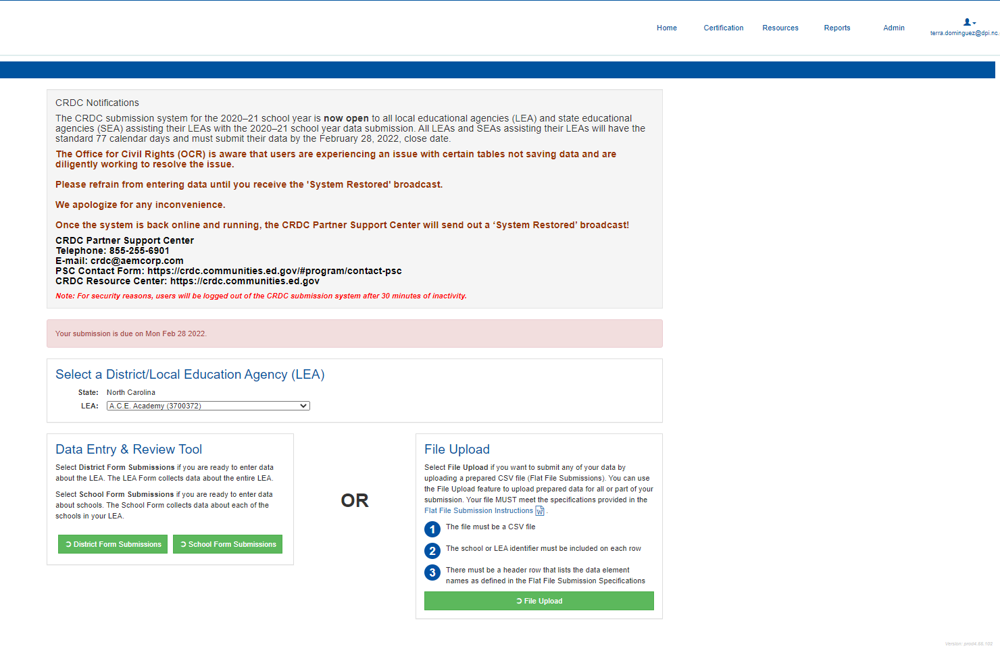 Home
Certification
Resources
Reports
Admin
terra.dominguez@dpi.nc.
CRDC Notifications
The CRDC submission system for the 2020–21 school year is now open to all local educational agencies (LEA) and state educational
agencies (SEA) assisting their LEAs with the 2020–21 school year data submission. All LEAs and SEAs assisting their LEAs will have the
standard 77 calendar days and must submit their data by the February 28, 2022, close date.
The Office for Civil Rights (OCR) is aware that users are experiencing an issue with certain tables not saving data and are
diligently working to resolve the issue.
Please refrain from entering data until you receive the 'System Restored' broadcast.
We apologize for any inconvenience.
Once the system is back online and running, the CRDC Partner Support Center will send out a ‘System Restored’ broadcast!
CRDC Partner Support Center
Telephone: 855-255-6901
E-mail: crdc@aemcorp.com
PSC Contact Form: https://crdc.communities.ed.gov/#program/contact-psc
CRDC Resource Center: https://crdc.communities.ed.gov
Note: For security reasons, users will be logged out of the CRDC submission system after 30 minutes of inactivity.
Your submission is due on Mon Feb 28 2022.
Select a District/Local Education Agency (LEA)
State: North Carolina
LEA: A.C.E. Academy (3700372)
Data Entry & Review Tool
Select District Form Submissions if you are ready to enter data
about the LEA. The LEA Form collects data about the entire LEA.
Select School Form Submissions if you are ready to enter data
about schools. The School Form collects data about each of the
schools in your LEA.
District Form Submissions
School Form Submissions
OR
File Upload
Select File Upload if you want to submit any of your data by
uploading a prepared CSV file (Flat File Submissions). You can use
the File Upload feature to upload prepared data for all or part of your
submission. Your file MUST meet the specifications provided in the
Flat File Submission Instructions .
1 The file must be a CSV file
2 The school or LEA identifier must be included on each row
3 There must be a header row that lists the data element
names as defined in the Flat File Submission Specifications
File Upload
Version: prod4.66.100